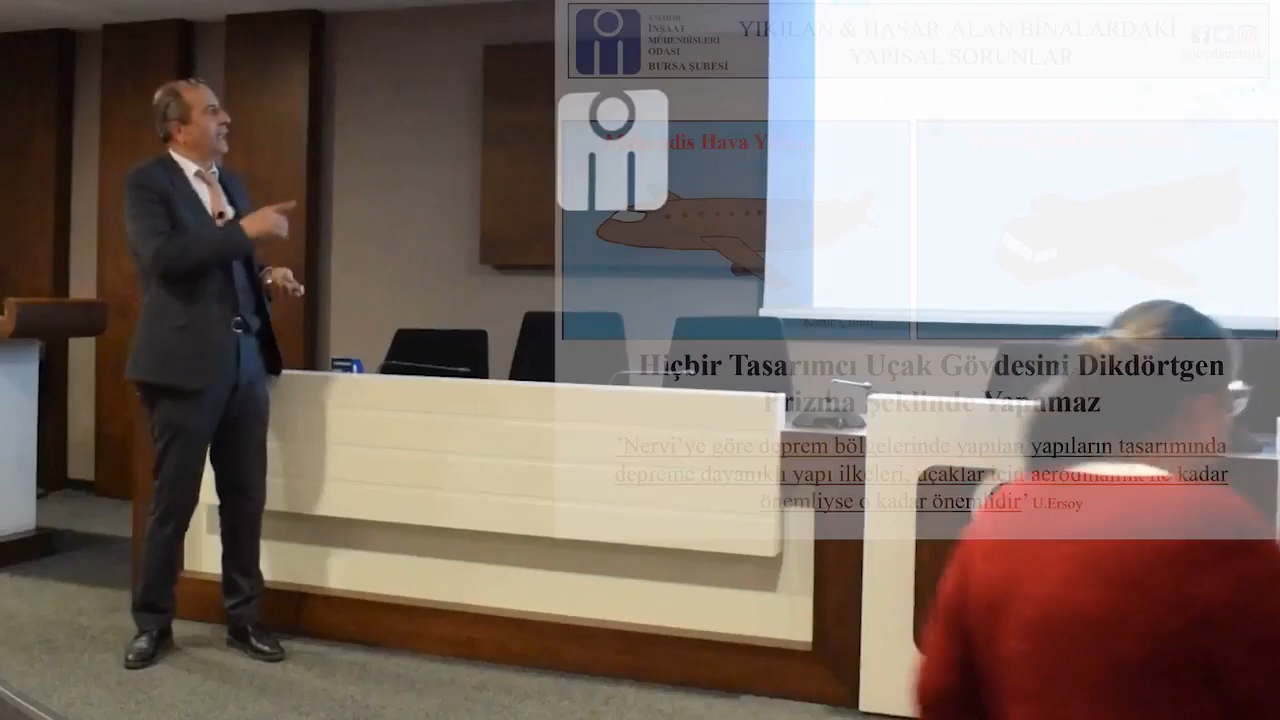 TMMOB
İNŞAAT
MÜHENDİSLERİ
ODASI
BURSA ŞUBESİ
YIKILAN & HASAR ALAN BİNALARDAKİ
YAPISAL SORUNLAR
Hava
Hiçbir Tasarımcı Uçak Gövdesini Dikdörtgen
Prizma Şeklinde Yapamaz
'Nervi'ye göre deprem bölgelerinde yapılan yapıların tasarımında
depreme dayanıklı yapı ilkeleri, uçaklar için aerodinamik ne kadar
önemliyse o kadar önemlidir' U.Ersoy